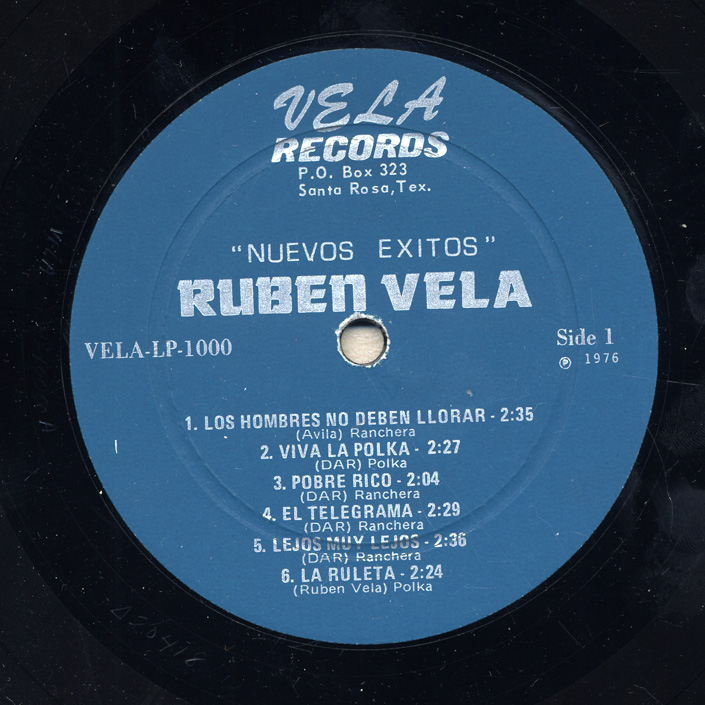 VELA
RECORDS
P.O. Box 323
Santa Rosa,Tex.
"NUEVOS EXITOS"
RUBEN VELA
VELA-LP-1000
Side 1
℗ 1976
1. LOS HOMBRES NO DEBEN LLORAR - 2:35
(Avila) Ranchera
2. VIVA LA POLKA - 2:27
(DAR) Polka
3. POBRE RICO - 2:04
(DAR) Ranchera
4. EL TELEGRAMA - 2:29
(DAR) Ranchera
5. LEJOS MUY LEJOS - 2:36
(DAR) Ranchera
6. LA RULETA - 2:24
(Ruben Vela) Polka